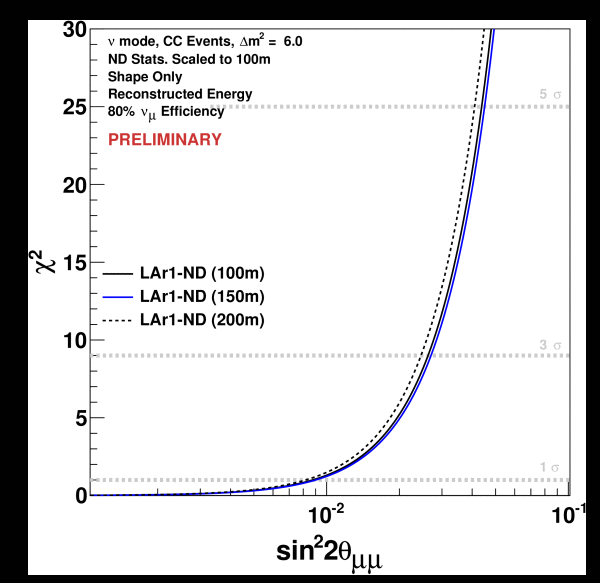 30
ν mode, CC Events, Δm² = 6.0
ND Stats. Scaled to 100m
Shape Only
Reconstructed Energy
80% νμ Efficiency
PRELIMINARY
5 σ
25
20
χ²
15
LAr1-ND (100m)
LAr1-ND (150m)
LAr1-ND (200m)
10
3 σ
5
1 σ
0
10⁻² 10⁻¹
sin²2θμμ